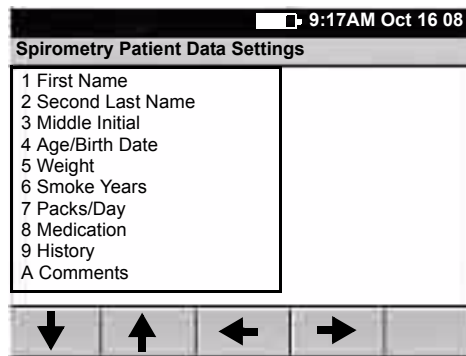 9:17AM Oct 16 08
Spirometry Patient Data Settings
1 First Name
2 Second Last Name
3 Middle Initial
4 Age/Birth Date
5 Weight
6 Smoke Years
7 Packs/Day
8 Medication
9 History
A Comments